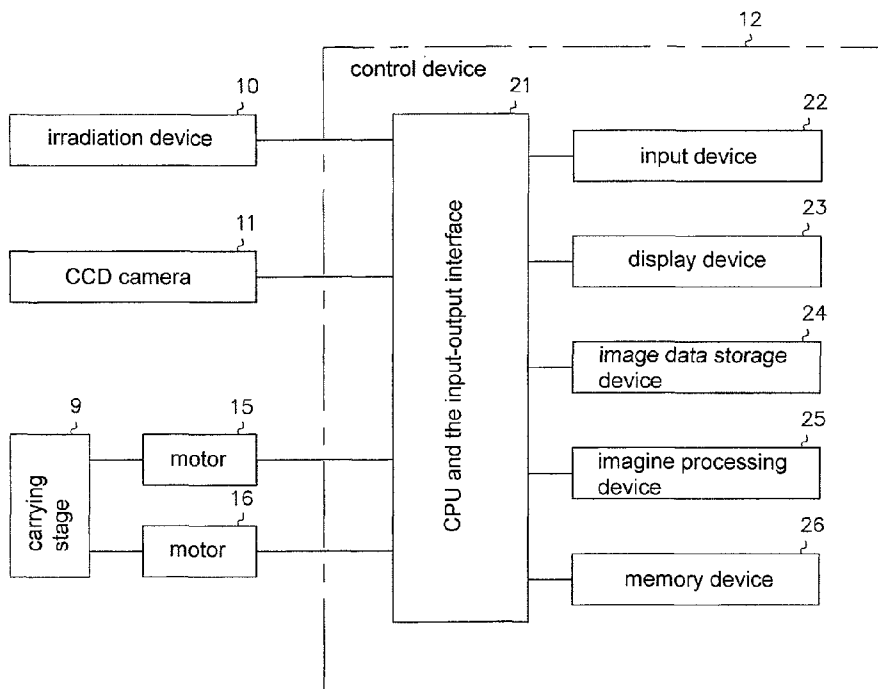 12
control device
10
irradiation device
21
22
input device
11
CCD camera
23
display device
CPU and the input-output interface
24
image data storage
device
9
carrying
stage
15
motor
25
imagine processing
device
16
motor
26
memory device